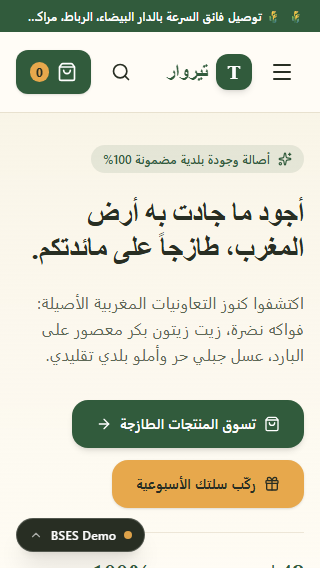 توصيل فائق السرعة بالدار البيضاء، الرباط، مراكـ...
تيروار
T
0
أصالة وجودة بلدية مضمونة 100%
أجود ما جادت به أرض
المغرب، طازجاً على مائدتكم.
اكتشفوا كنوز التعاونيات المغربية الأصيلة:
فواكه نضرة، زيت زيتون بكر معصور على
البارد، عسل جبلي حر وأملو بلدي تقليدي.
تسوق المنتجات الطازجة
ركّب سلتك الأسبوعية
BSES Demo